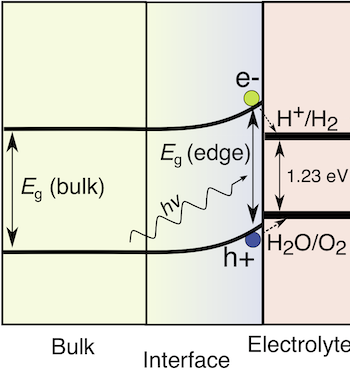 e-
H+/H2
Eg (edge)
Eg (bulk)
1.23 eV
hν
h+
H2O/O2
Bulk
Interface
Electrolyte